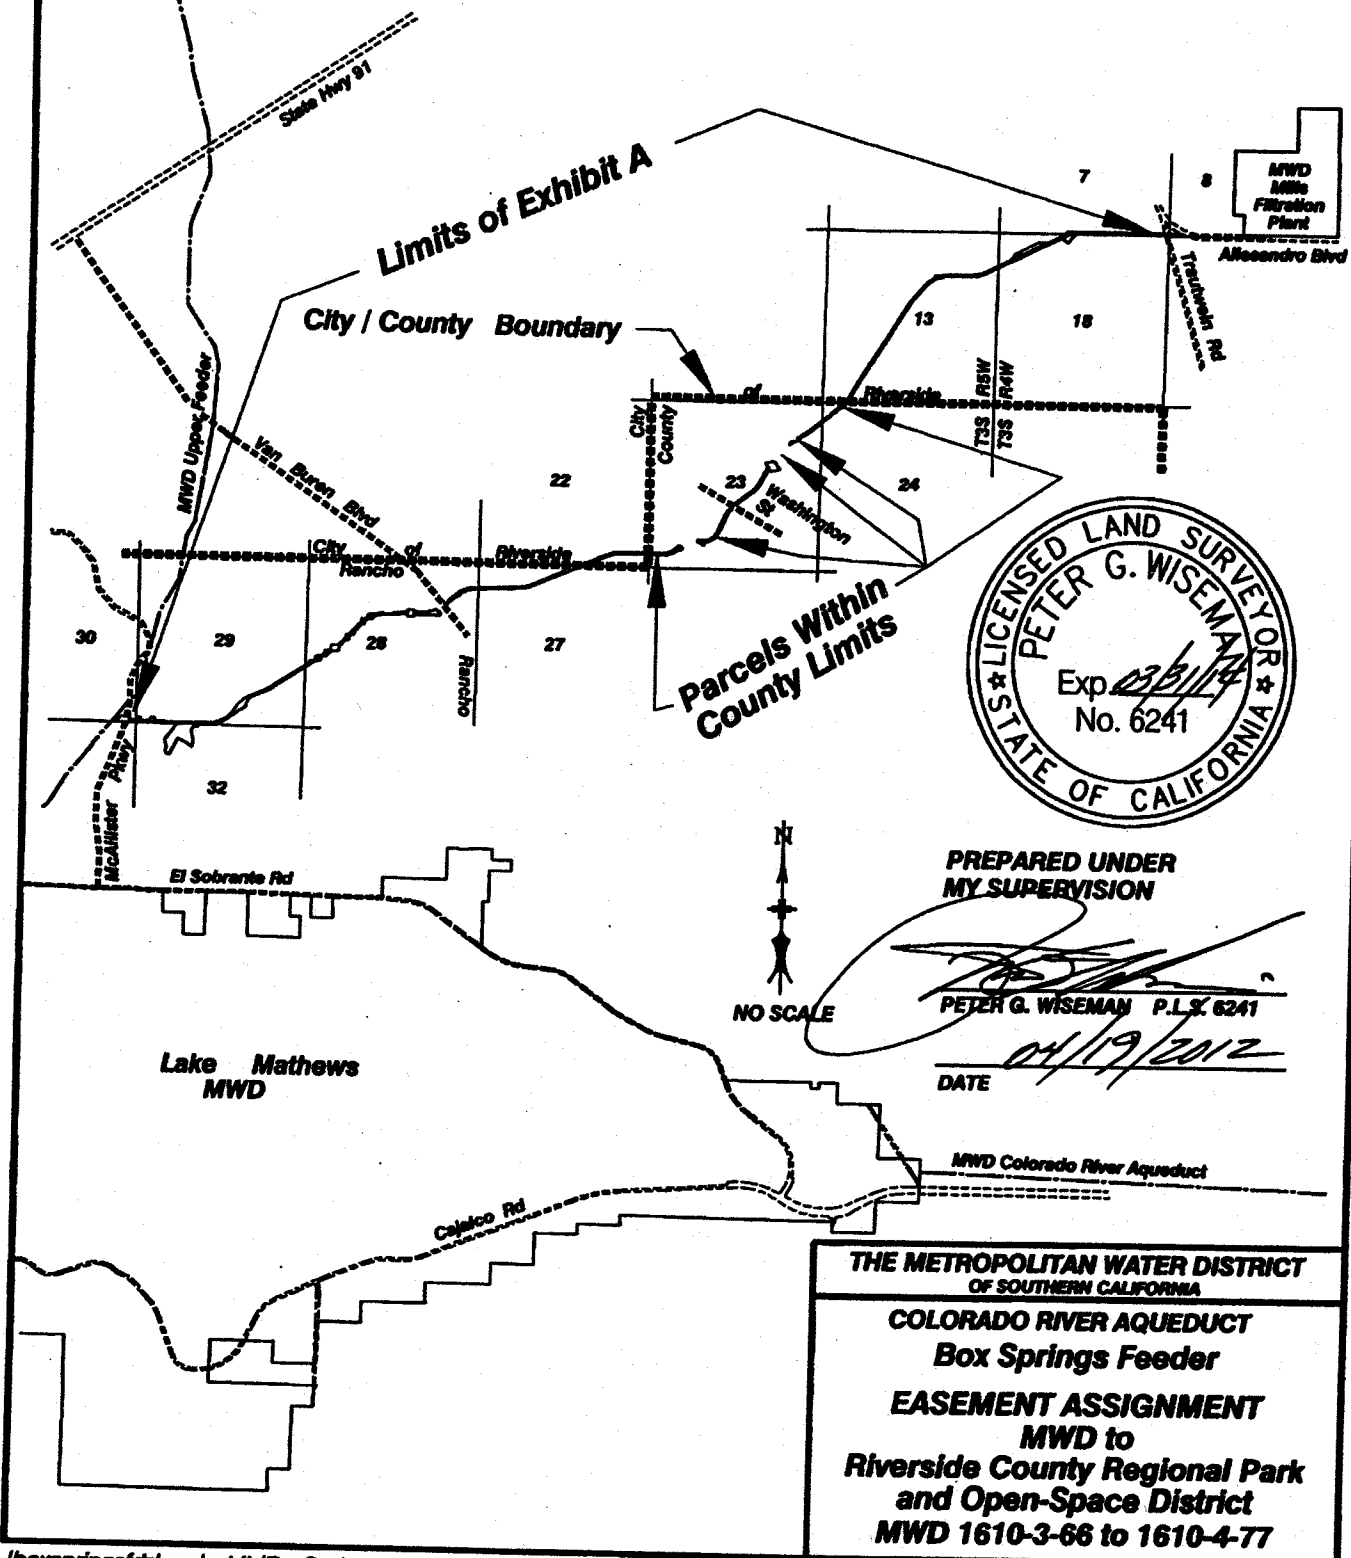 State Hwy 91
Limits of Exhibit A
7
8
MWD
Mills
Filtration
Plant
Allesandro Blvd
Trautwein Rd
City / County Boundary
13
18
MWD Upper Feeder
of
Riverside
T3S R5W
T3S R4W
City
County
Van Buren Blvd
22
23
24
Washington
St
City of Riverside
Rancho
30
29
28
27
Rancho
Parcels Within
County Limits
32
McAllister Pkwy
LICENSED LAND SURVEYOR
PETER G. WISEMAN
Exp. 03/31/14
No. 6241
STATE OF CALIFORNIA
El Sobrante Rd
N
NO SCALE
PREPARED UNDER
MY SUPERVISION
PETER G. WISEMAN P.L.S. 6241
04/19/2012
DATE
Lake Mathews
MWD
MWD Colorado River Aqueduct
Cajalco Rd
THE METROPOLITAN WATER DISTRICT
OF SOUTHERN CALIFORNIA
COLORADO RIVER AQUEDUCT
Box Springs Feeder
EASEMENT ASSIGNMENT
MWD to
Riverside County Regional Park
and Open-Space District
MWD 1610-3-66 to 1610-4-77